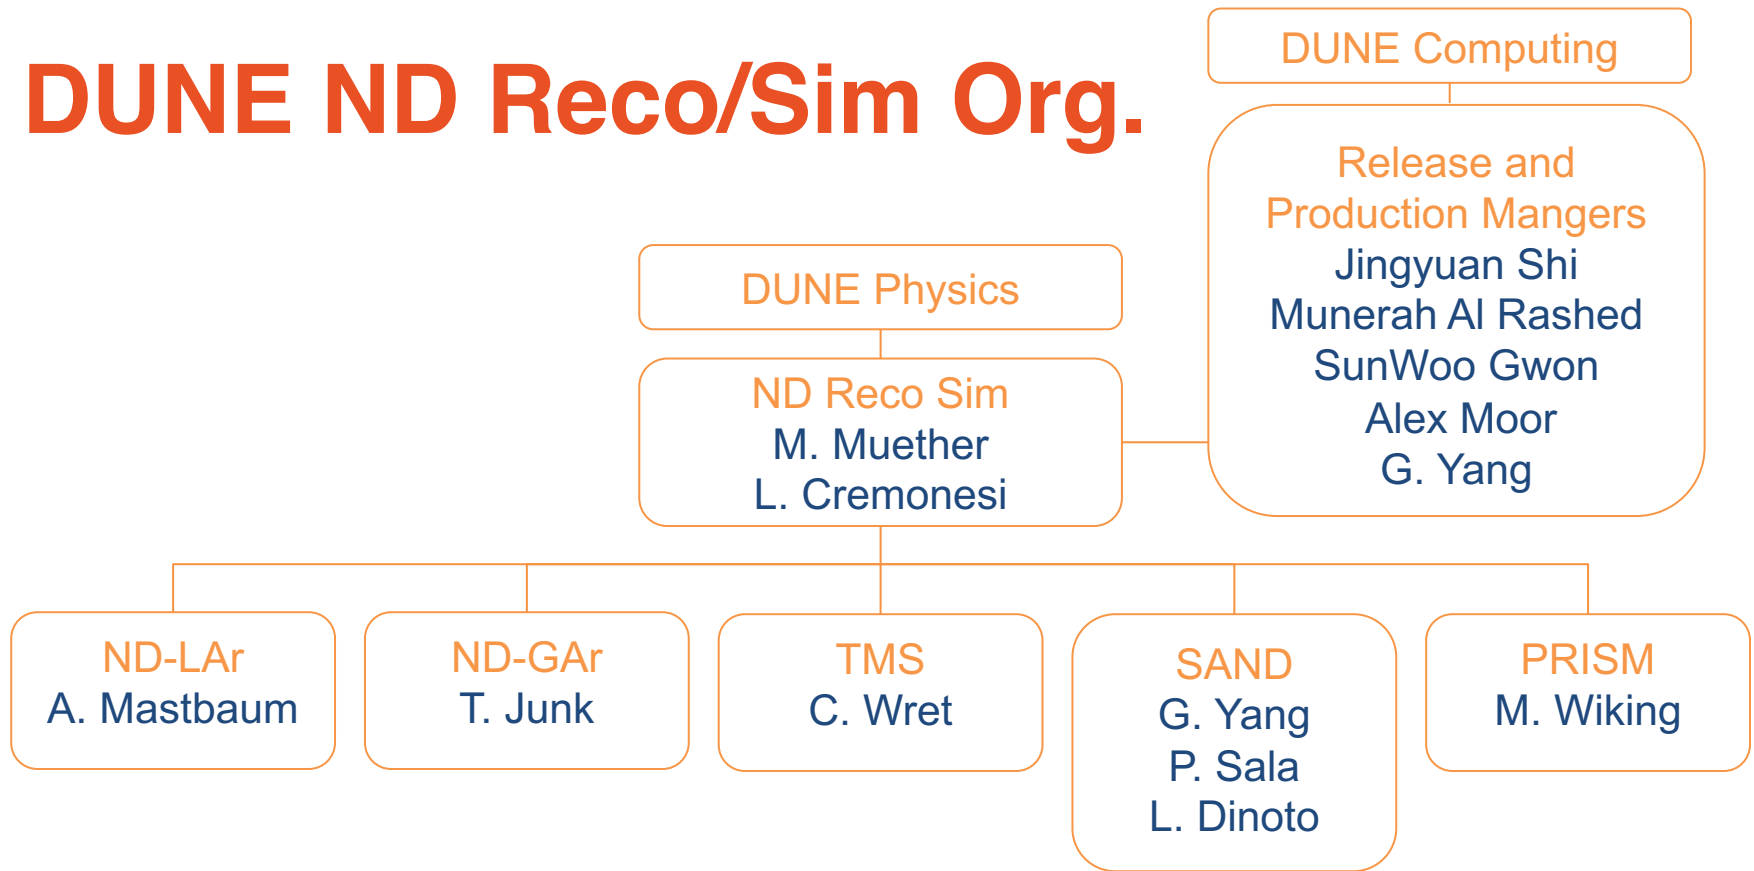 DUNE ND Reco/Sim Org.
DUNE Computing
Release and
Production Mangers
Jingyuan Shi
Munerah Al Rashed
SunWoo Gwon
Alex Moor
G. Yang
DUNE Physics
ND Reco Sim
M. Muether
L. Cremonesi
ND-LAr
A. Mastbaum
ND-GAr
T. Junk
TMS
C. Wret
SAND
G. Yang
P. Sala
L. Dinoto
PRISM
M. Wiking